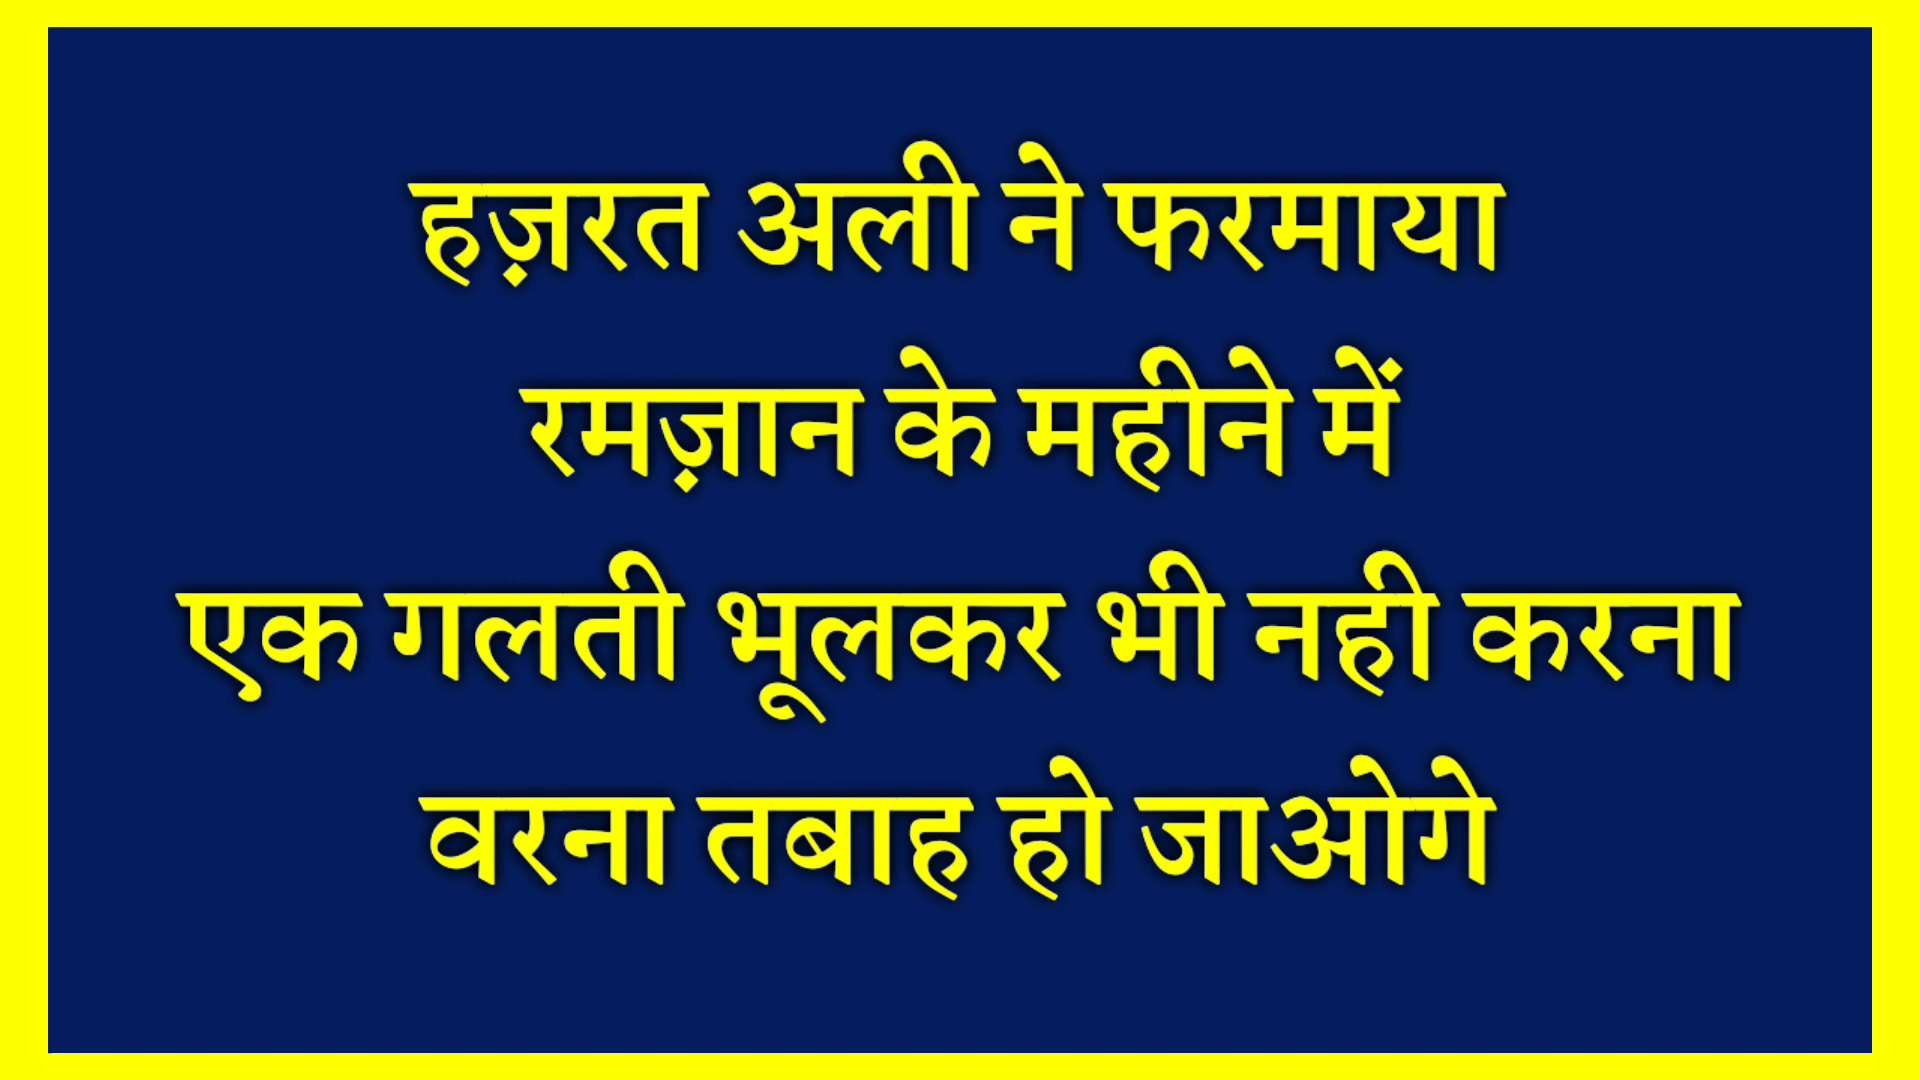 हज़रत अली ने फरमाया
रमज़ान के महीने में
एक गलती भूलकर भी नही करना
वरना तबाह हो जाओगे